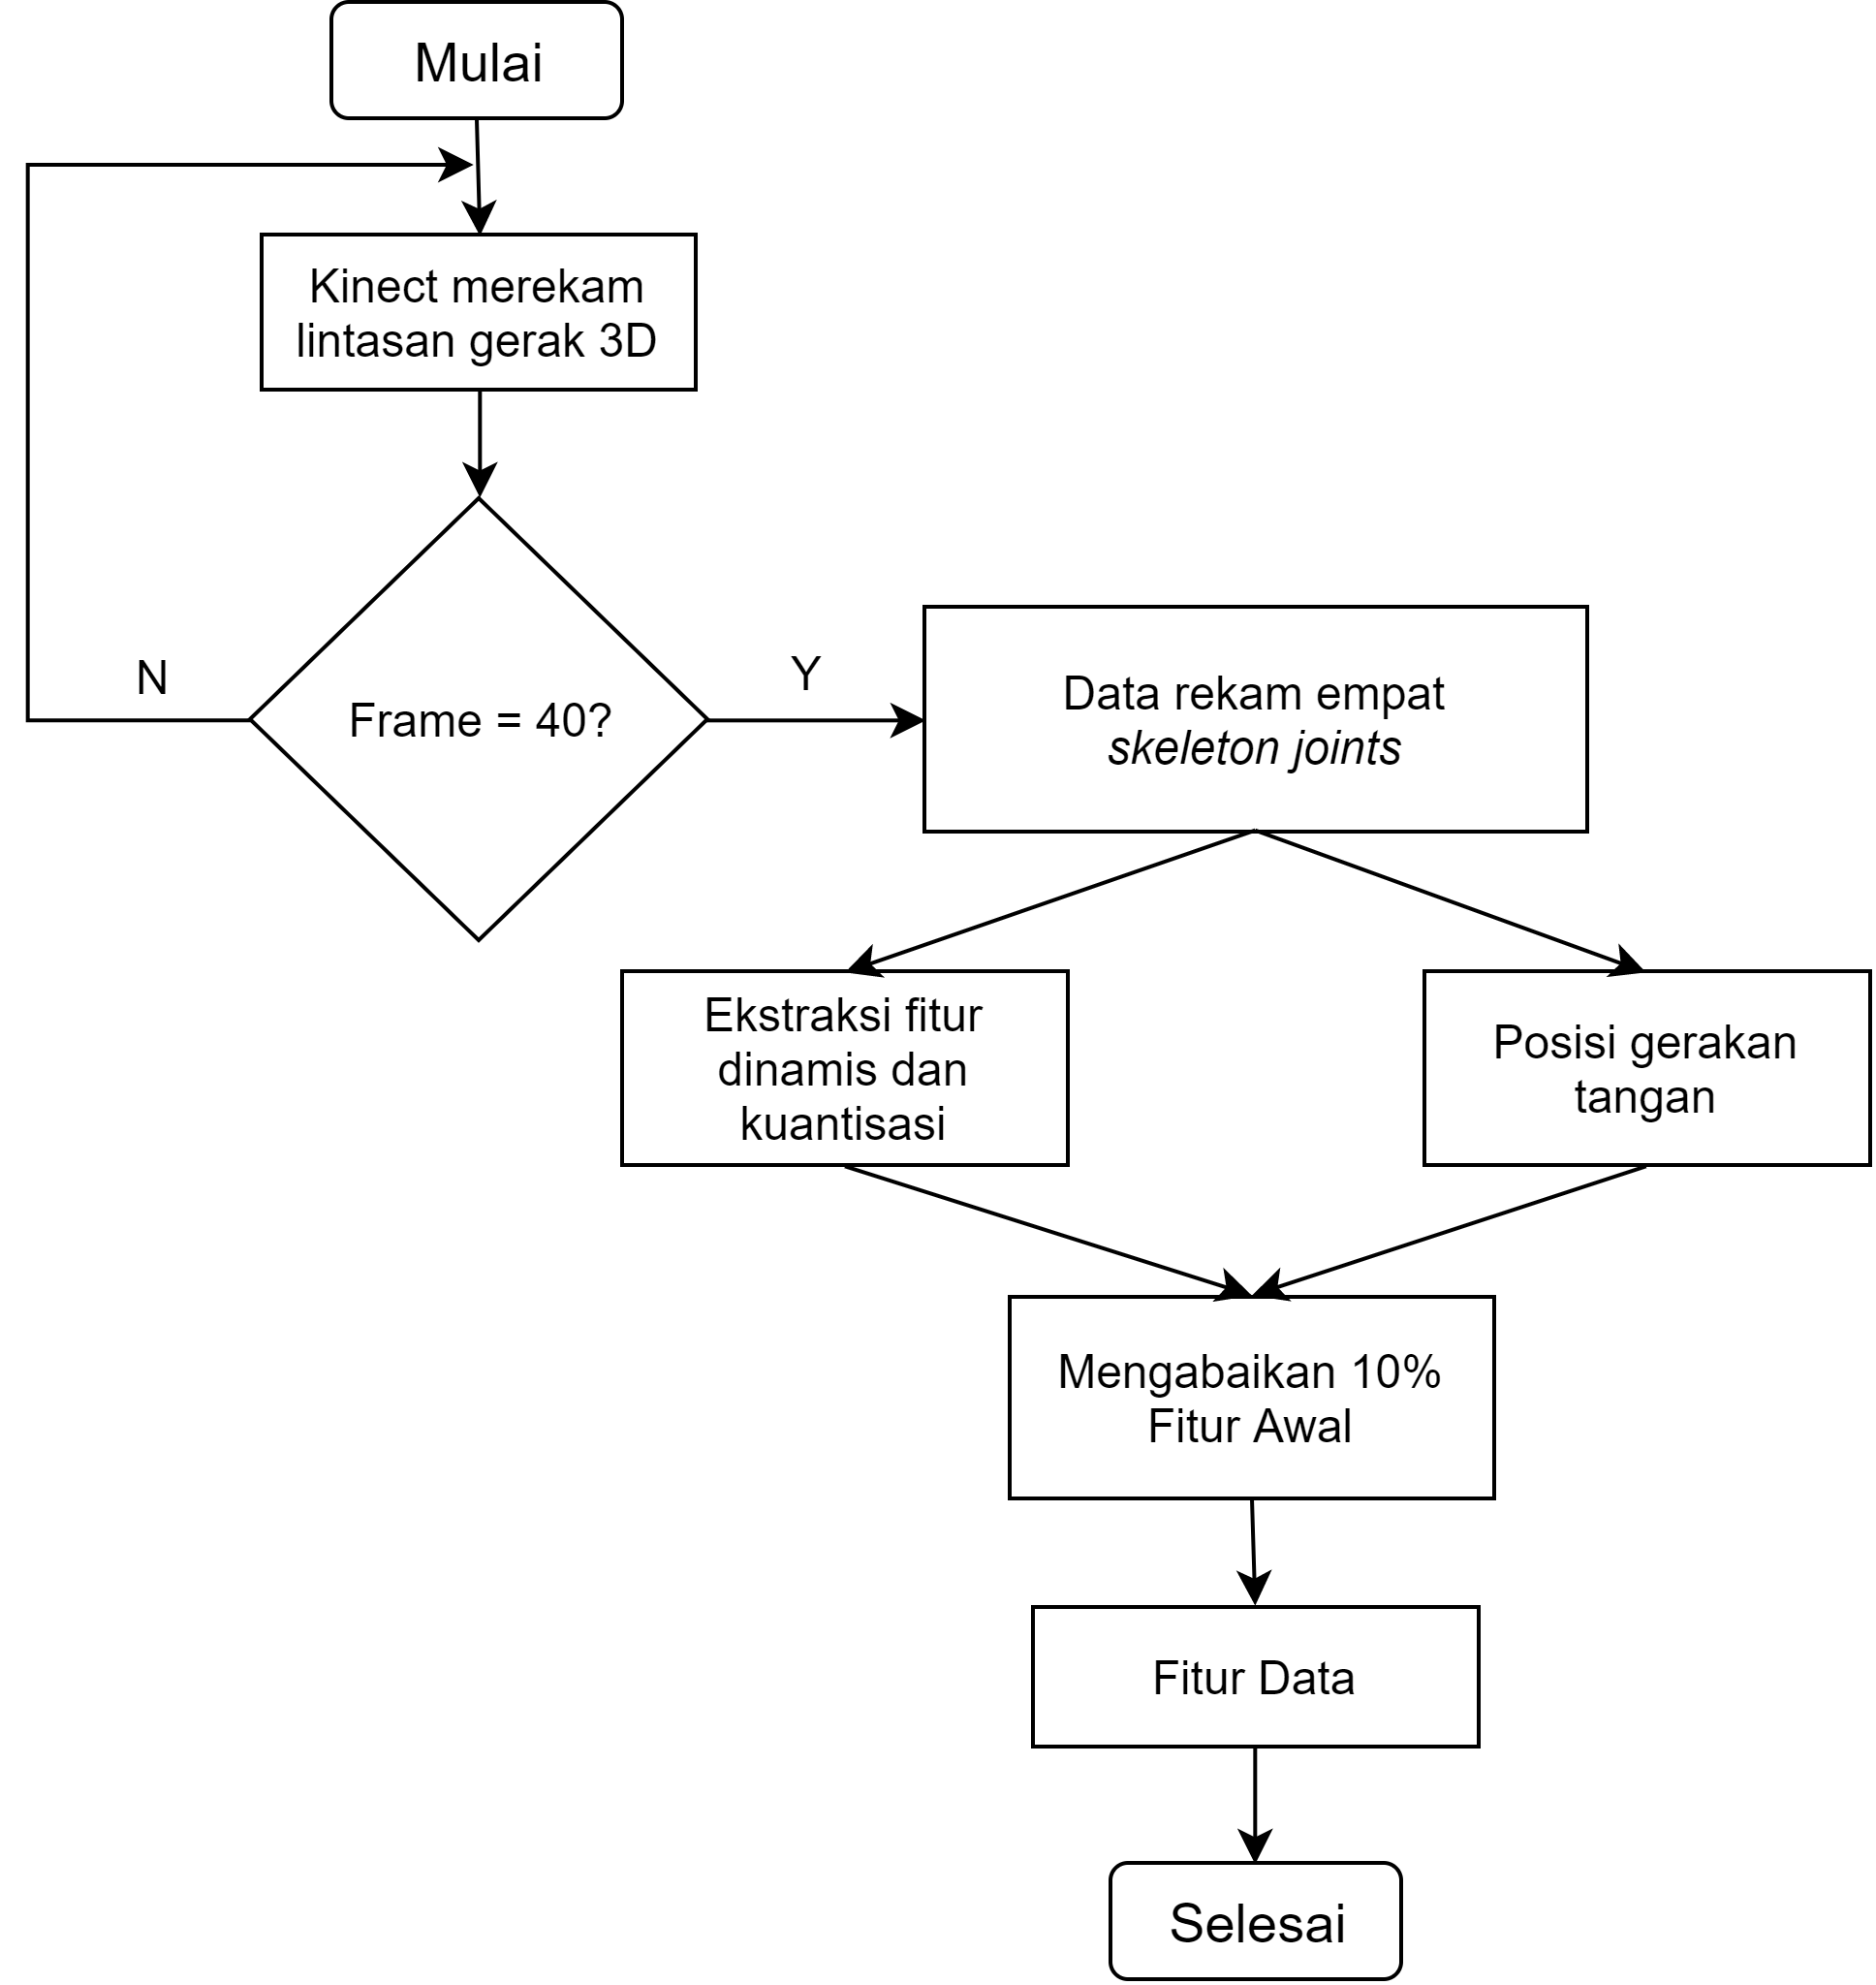 Mulai
Kinect merekam
lintasan gerak 3D
Frame = 40?
N
Y
Data rekam empat
skeleton joints
Ekstraksi fitur
dinamis dan
kuantisasi
Posisi gerakan
tangan
Mengabaikan 10%
Fitur Awal
Fitur Data
Selesai